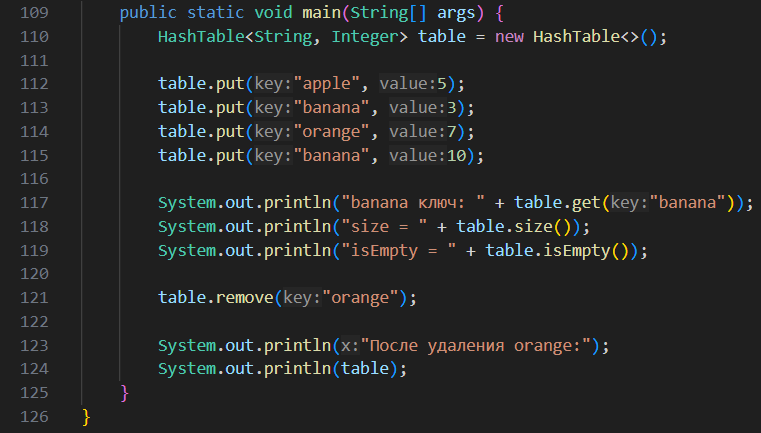 109 public static void main(String[] args) {
110 HashTable<String, Integer> table = new HashTable<>();
111
112 table.put(key:"apple", value:5);
113 table.put(key:"banana", value:3);
114 table.put(key:"orange", value:7);
115 table.put(key:"banana", value:10);
116
117 System.out.println("banana ключ: " + table.get(key:"banana"));
118 System.out.println("size = " + table.size());
119 System.out.println("isEmpty = " + table.isEmpty());
120
121 table.remove(key:"orange");
122
123 System.out.println(x:"После удаления orange:");
124 System.out.println(table);
125 }
126 }